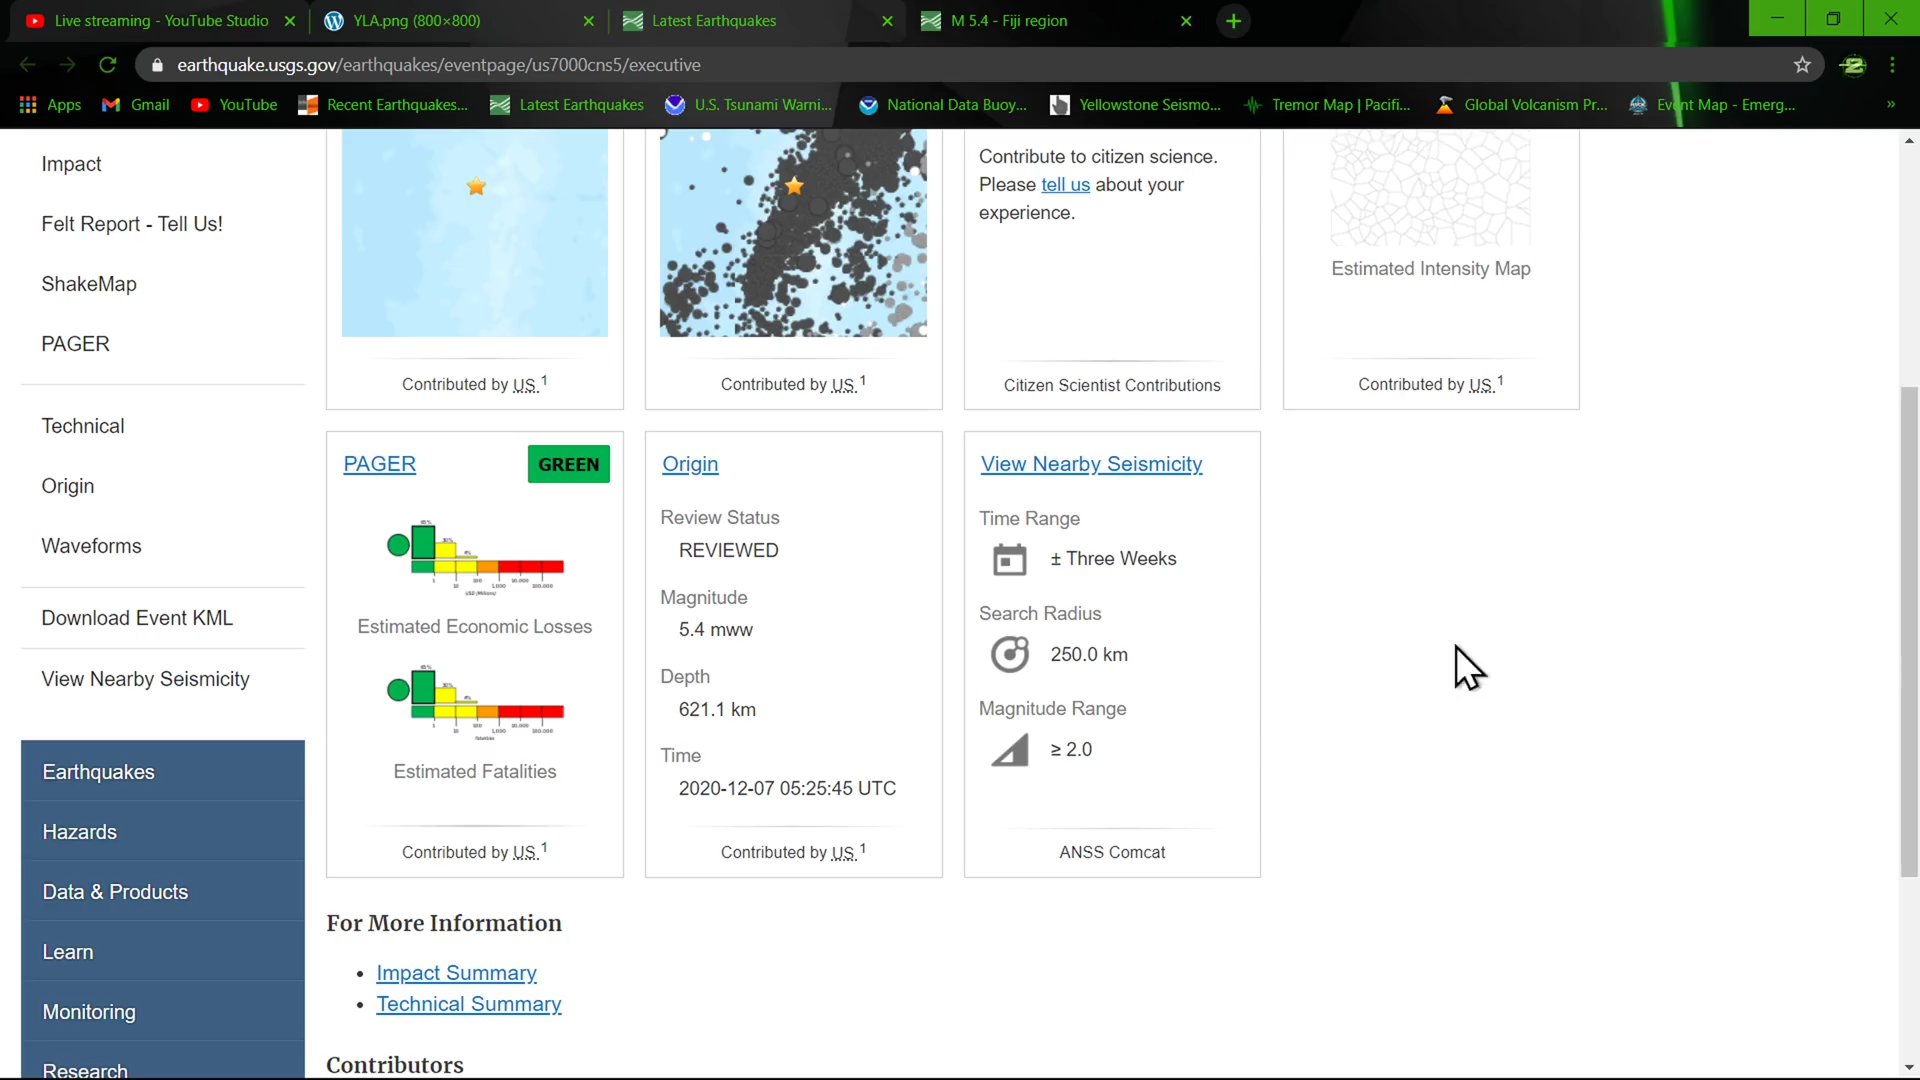 Live streaming - YouTube Studio
YLA.png (800×800)
Latest Earthquakes
M 5.4 - Fiji region
earthquake.usgs.gov/earthquakes/eventpage/us7000cns5/executive
Apps
Gmail
YouTube
Recent Earthquakes...
Latest Earthquakes
U.S. Tsunami Warni...
National Data Buoy...
Yellowstone Seismo...
Tremor Map | Pacifi...
Global Volcanism Pr...
Event Map - Emerg...
»
Impact
Felt Report - Tell Us!
ShakeMap
PAGER
Technical
Origin
Waveforms
Download Event KML
View Nearby Seismicity
Earthquakes
Hazards
Data & Products
Learn
Monitoring
Research
Contributed by US 1
Contributed by US 1
Contribute to citizen science.
Please tell us about your
experience.
Citizen Scientist Contributions
Estimated Intensity Map
Contributed by US 1
PAGER
GREEN
Estimated Economic Losses
Estimated Fatalities
Contributed by US 1
Origin
Review Status
REVIEWED
Magnitude
5.4 mww
Depth
621.1 km
Time
2020-12-07 05:25:45 UTC
Contributed by US 1
View Nearby Seismicity
Time Range
± Three Weeks
Search Radius
250.0 km
Magnitude Range
≥ 2.0
ANSS Comcat
For More Information
• Impact Summary
• Technical Summary
Contributors